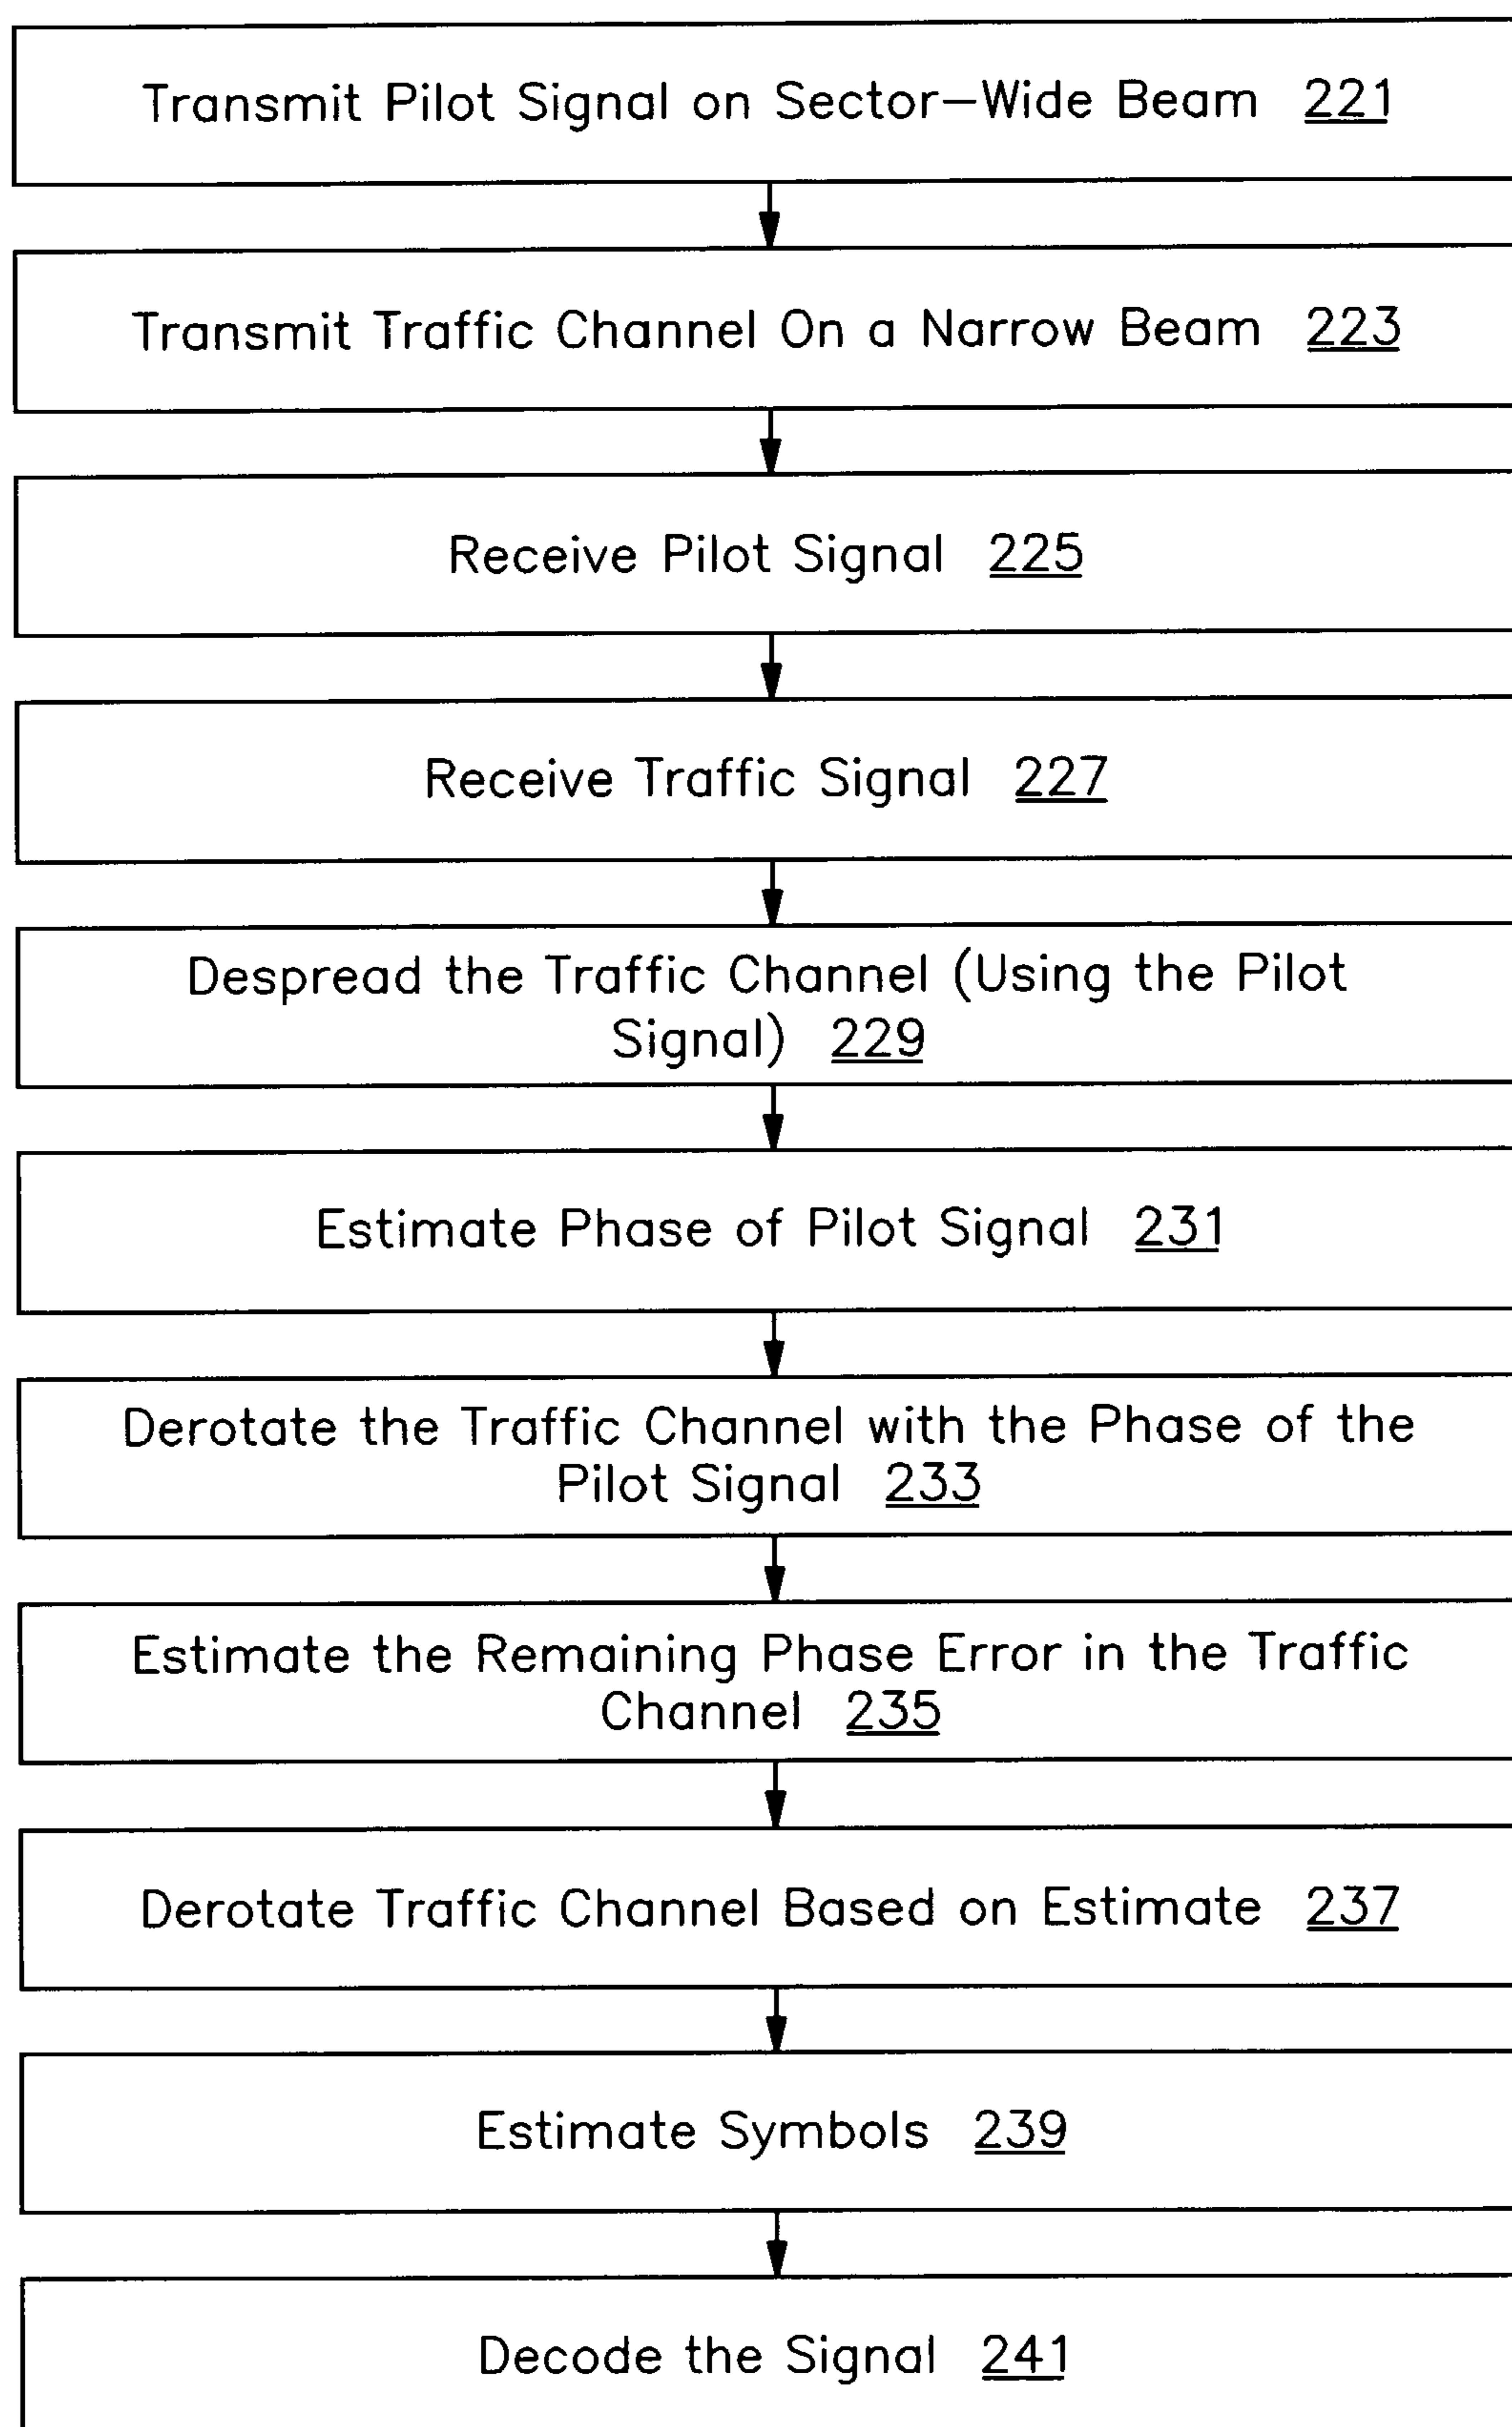 Transmit Pilot Signal on Sector-Wide Beam 221
Transmit Traffic Channel On a Narrow Beam 223
Receive Pilot Signal 225
Receive Traffic Signal 227
Despread the Traffic Channel (Using the Pilot
Signal) 229
Estimate Phase of Pilot Signal 231
Derotate the Traffic Channel with the Phase of the
Pilot Signal 233
Estimate the Remaining Phase Error in the Traffic
Channel 235
Derotate Traffic Channel Based on Estimate 237
Estimate Symbols 239
Decode the Signal 241